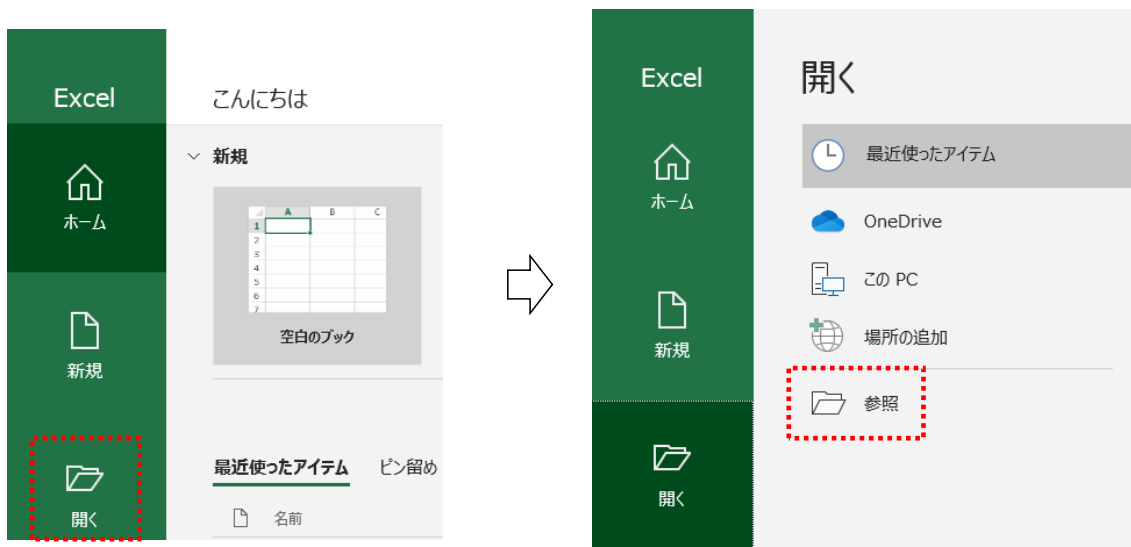 Excel
こんにちは
新規
A B C
1
2
3
4
5
6
7
空白のブック
ホーム
新規
開く
最近使ったアイテム ピン留め
名前
Excel
ホーム
新規
開く
開く
最近使ったアイテム
OneDrive
この PC
場所の追加
参照